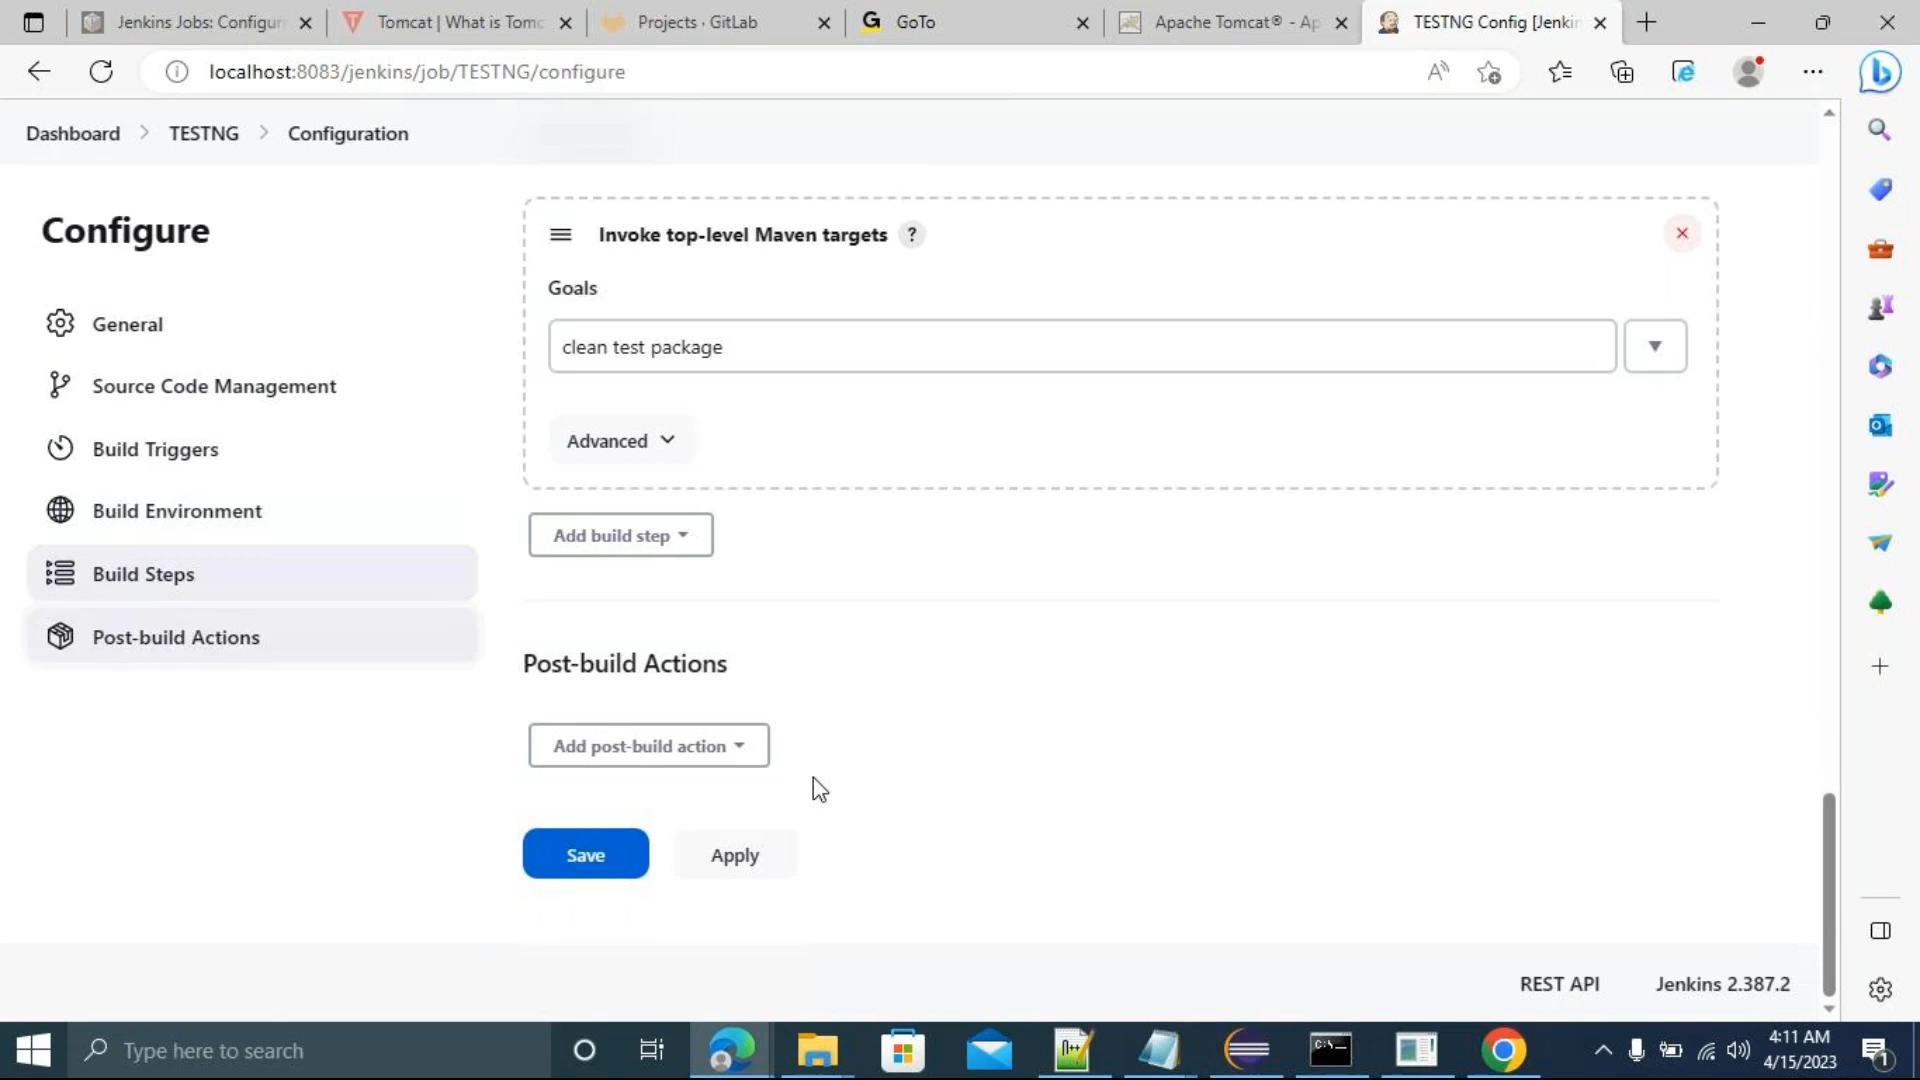 Jenkins Jobs: Configur
Tomcat | What is Tomc
Projects · GitLab
GoTo
Apache Tomcat® - Ap
TESTNG Config [Jenkin
localhost:8083/jenkins/job/TESTNG/configure
Dashboard > TESTNG > Configuration
Configure
General
Source Code Management
Build Triggers
Build Environment
Build Steps
Post-build Actions
Invoke top-level Maven targets ?
Goals
clean test package
Advanced
Add build step
Post-build Actions
Add post-build action
Save
Apply
REST API
Jenkins 2.387.2
Type here to search
4:11 AM
4/15/2023
1